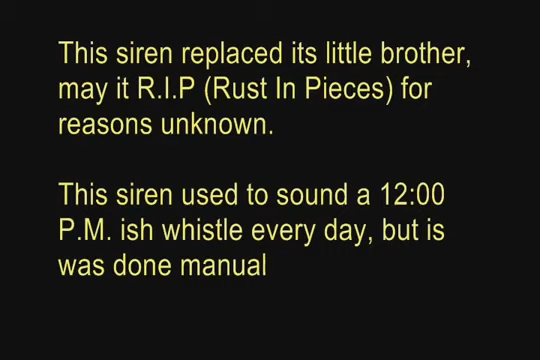 This siren replaced its little brother,
may it R.I.P (Rust In Pieces) for
reasons unknown.
This siren used to sound a 12:00
P.M. ish whistle every day, but is
was done manual